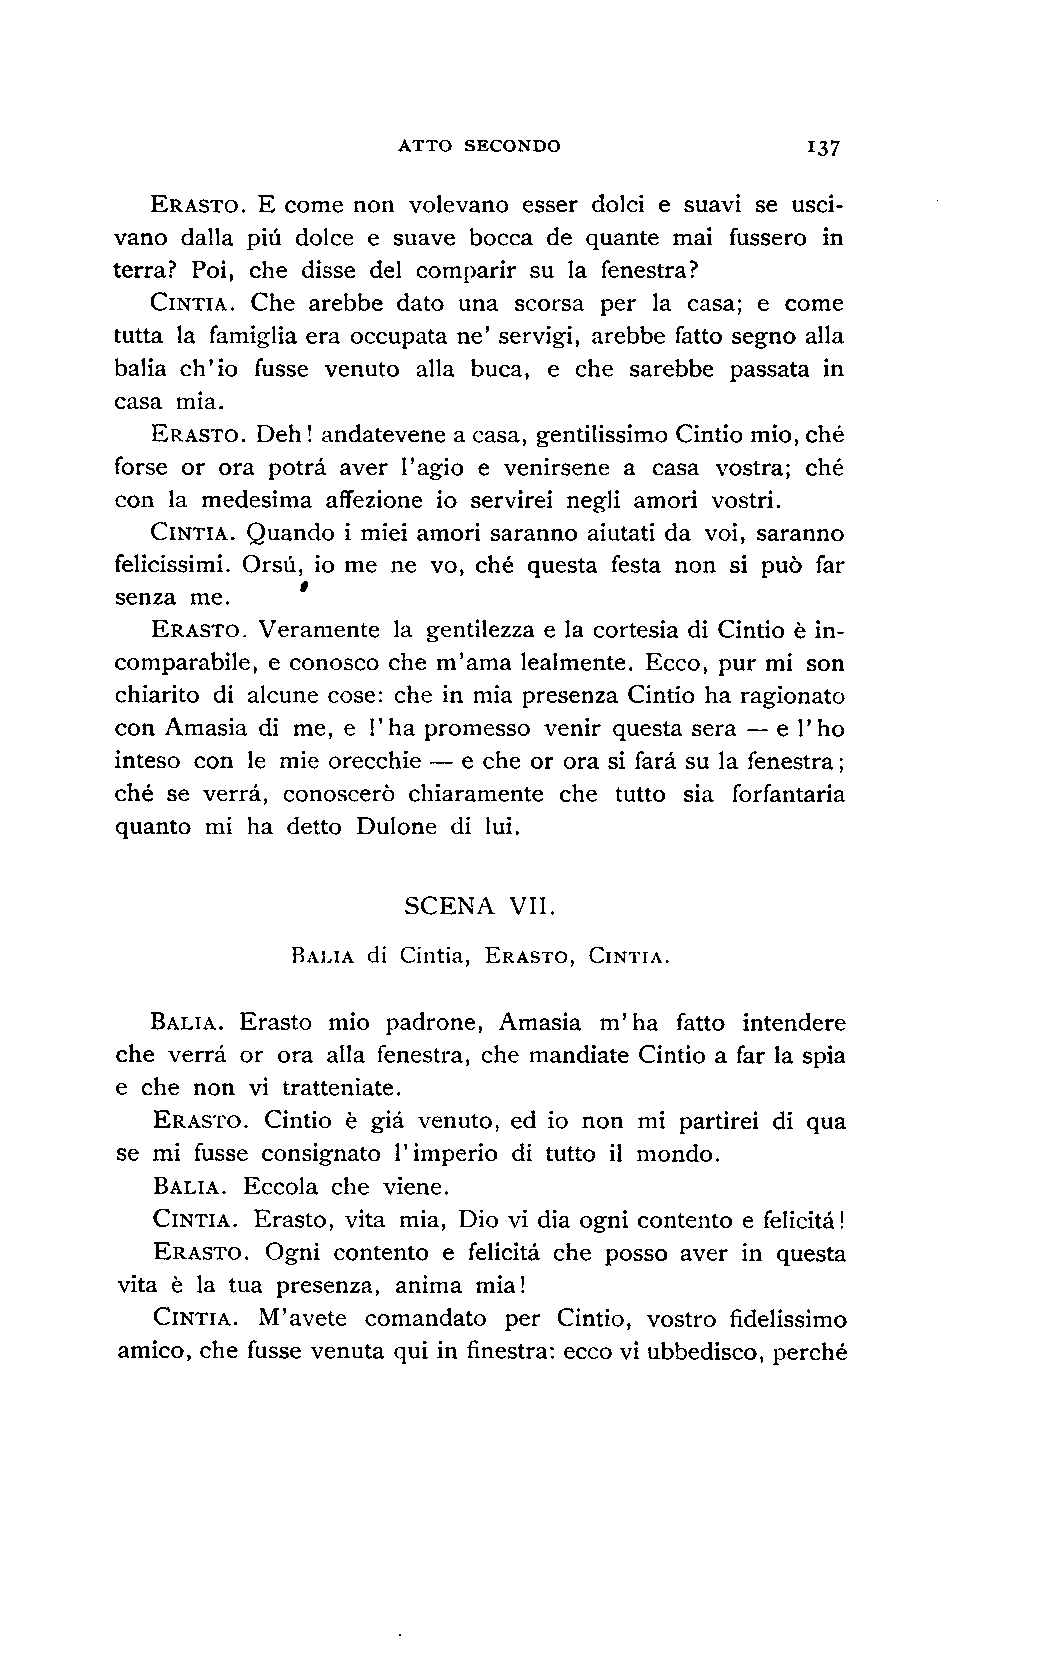 ATTO SECONDO 137
ERASTO. E come non volevano esser dolci e suavi se usci-
vano dalla piú dolce e suave bocca de quante mai fussero in
terra? Poi, che disse del comparir su la fenestra?
CINTIA. Che arebbe dato una scorsa per la casa; e come
tutta la famiglia era occupata ne' servigi, arebbe fatto segno alla
balia ch'io fusse venuto alla buca, e che sarebbe passata in
casa mia.
ERASTO. Deh! andatevene a casa, gentilissimo Cintio mio, ché
forse or ora potrá aver l'agio e venirsene a casa vostra; ché
con la medesima affezione io servirei negli amori vostri.
CINTIA. Quando i miei amori saranno aiutati da voi, saranno
felicissimi. Orsú, io me ne vo, ché questa festa non si può far
senza me.
ERASTO. Veramente la gentilezza e la cortesia di Cintio è in-
comparabile, e conosco che m'ama lealmente. Ecco, pur mi son
chiarito di alcune cose: che in mia presenza Cintio ha ragionato
con Amasia di me, e l'ha promesso venir questa sera — e l'ho
inteso con le mie orecchie — e che or ora si fará su la fenestra;
ché se verrá, conoscerò chiaramente che tutto sia forfantaria
quanto mi ha detto Dulone di lui.
SCENA VII.
BALIA di Cintia, ERASTO, CINTIA.
BALIA. Erasto mio padrone, Amasia m'ha fatto intendere
che verrá or ora alla fenestra, che mandiate Cintio a far la spia
e che non vi tratteniate.
ERASTO. Cintio è giá venuto, ed io non mi partirei di qua
se mi fusse consignato l'imperio di tutto il mondo.
BALIA. Eccola che viene.
CINTIA. Erasto, vita mia, Dio vi dia ogni contento e felicitá!
ERASTO. Ogni contento e felicitá che posso aver in questa
vita è la tua presenza, anima mia!
CINTIA. M'avete comandato per Cintio, vostro fidelissimo
amico, che fusse venuta qui in finestra: ecco vi ubbedisco, perché